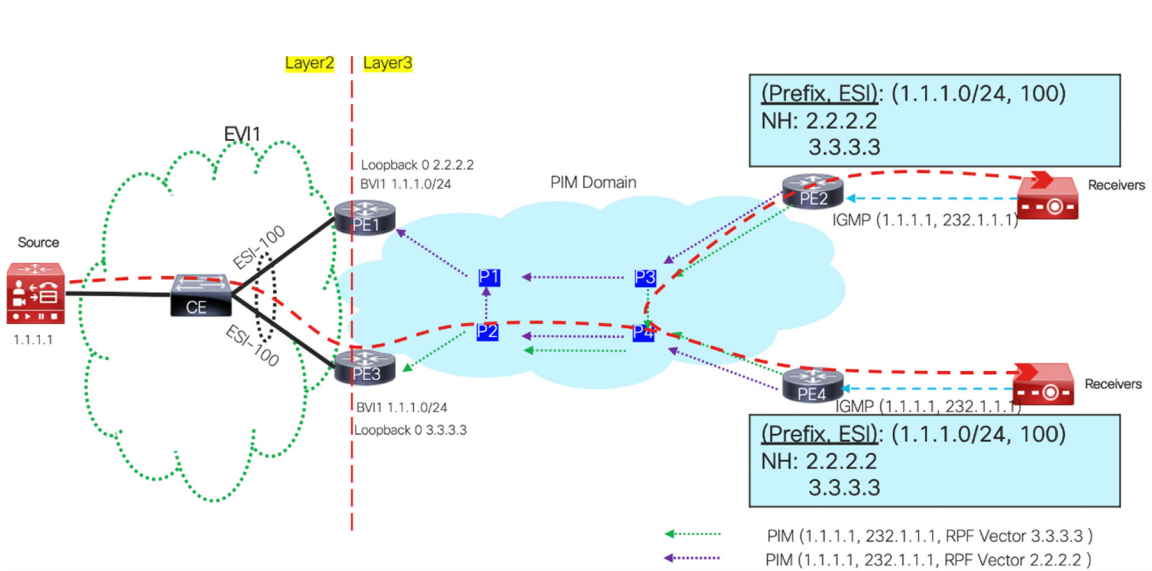 Layer2
Layer3
EVI1
Loopback 0 2.2.2.2
BVI1 1.1.1.0/24
PIM Domain
(Prefix, ESI): (1.1.1.0/24, 100)
NH: 2.2.2.2
3.3.3.3
PE1
PE2
Receivers
IGMP (1.1.1.1, 232.1.1.1)
Source
ESI-100
P1
P3
CE
1.1.1.1
ESI-100
P2
P4
PE3
PE4
Receivers
IGMP (1.1.1.1, 232.1.1.1)
BVI1 1.1.1.0/24
Loopback 0 3.3.3.3
(Prefix, ESI): (1.1.1.0/24, 100)
NH: 2.2.2.2
3.3.3.3
PIM (1.1.1.1, 232.1.1.1, RPF Vector 3.3.3.3 )
PIM (1.1.1.1, 232.1.1.1, RPF Vector 2.2.2.2 )